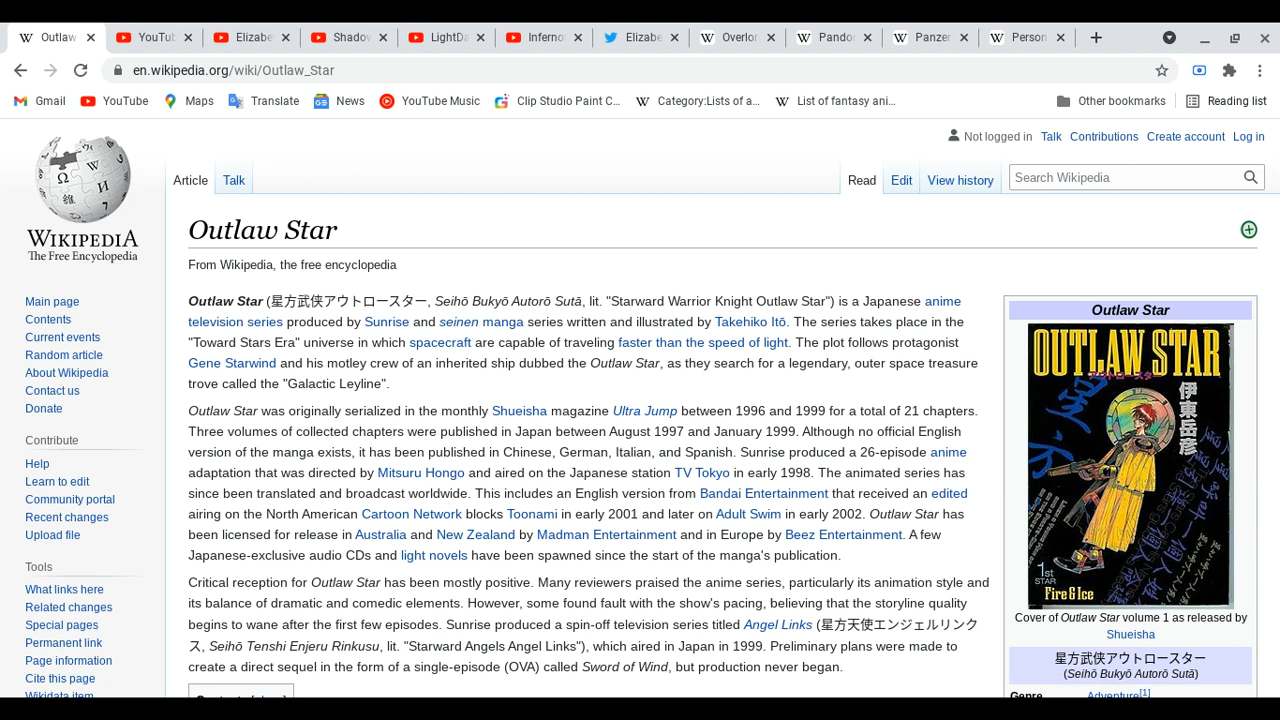 Outlaw
YouTub
Elizabe
Shadow
LightDa
Inferno
Elizabe
Overlor
Pandor
Panzer
Person
en.wikipedia.org/wiki/Outlaw_Star
Gmail
YouTube
Maps
Translate
News
YouTube Music
Clip Studio Paint C...
Category:Lists of a...
List of fantasy ani...
Other bookmarks
Reading list
Not logged in Talk Contributions Create account Log in
Article Talk
Read Edit View history
Search Wikipedia
WIKIPEDIA
The Free Encyclopedia
Main page
Contents
Current events
Random article
About Wikipedia
Contact us
Donate
Contribute
Help
Learn to edit
Community portal
Recent changes
Upload file
Tools
What links here
Related changes
Special pages
Permanent link
Page information
Cite this page
Wikidata item
Outlaw Star
From Wikipedia, the free encyclopedia
Outlaw Star (星方武侠アウトロースター, Seihō Bukyō Autorō Sutā, lit. "Starward Warrior Knight Outlaw Star") is a Japanese anime
television series produced by Sunrise and seinen manga series written and illustrated by Takehiko Itō. The series takes place in the
"Toward Stars Era" universe in which spacecraft are capable of traveling faster than the speed of light. The plot follows protagonist
Gene Starwind and his motley crew of an inherited ship dubbed the Outlaw Star, as they search for a legendary, outer space treasure
trove called the "Galactic Leyline".
Outlaw Star was originally serialized in the monthly Shueisha magazine Ultra Jump between 1996 and 1999 for a total of 21 chapters.
Three volumes of collected chapters were published in Japan between August 1997 and January 1999. Although no official English
version of the manga exists, it has been published in Chinese, German, Italian, and Spanish. Sunrise produced a 26-episode anime
adaptation that was directed by Mitsuru Hongo and aired on the Japanese station TV Tokyo in early 1998. The animated series has
since been translated and broadcast worldwide. This includes an English version from Bandai Entertainment that received an edited
airing on the North American Cartoon Network blocks Toonami in early 2001 and later on Adult Swim in early 2002. Outlaw Star has
been licensed for release in Australia and New Zealand by Madman Entertainment and in Europe by Beez Entertainment. A few
Japanese-exclusive audio CDs and light novels have been spawned since the start of the manga's publication.
Critical reception for Outlaw Star has been mostly positive. Many reviewers praised the anime series, particularly its animation style and
its balance of dramatic and comedic elements. However, some found fault with the show's pacing, believing that the storyline quality
begins to wane after the first few episodes. Sunrise produced a spin-off television series titled Angel Links (星方天使エンジェルリンク
ス, Seihō Tenshi Enjeru Rinkusu, lit. "Starward Angels Angel Links"), which aired in Japan in 1999. Preliminary plans were made to
create a direct sequel in the form of a single-episode (OVA) called Sword of Wind, but production never began.
Outlaw Star
OUTLAW STAR
アウトロースター
伊東岳彦
1st
STAR
Fire & Ice
Cover of Outlaw Star volume 1 as released by
Shueisha
星方武侠アウトロースター
(Seihō Bukyō Autorō Sutā)
Genre Adventure[1]